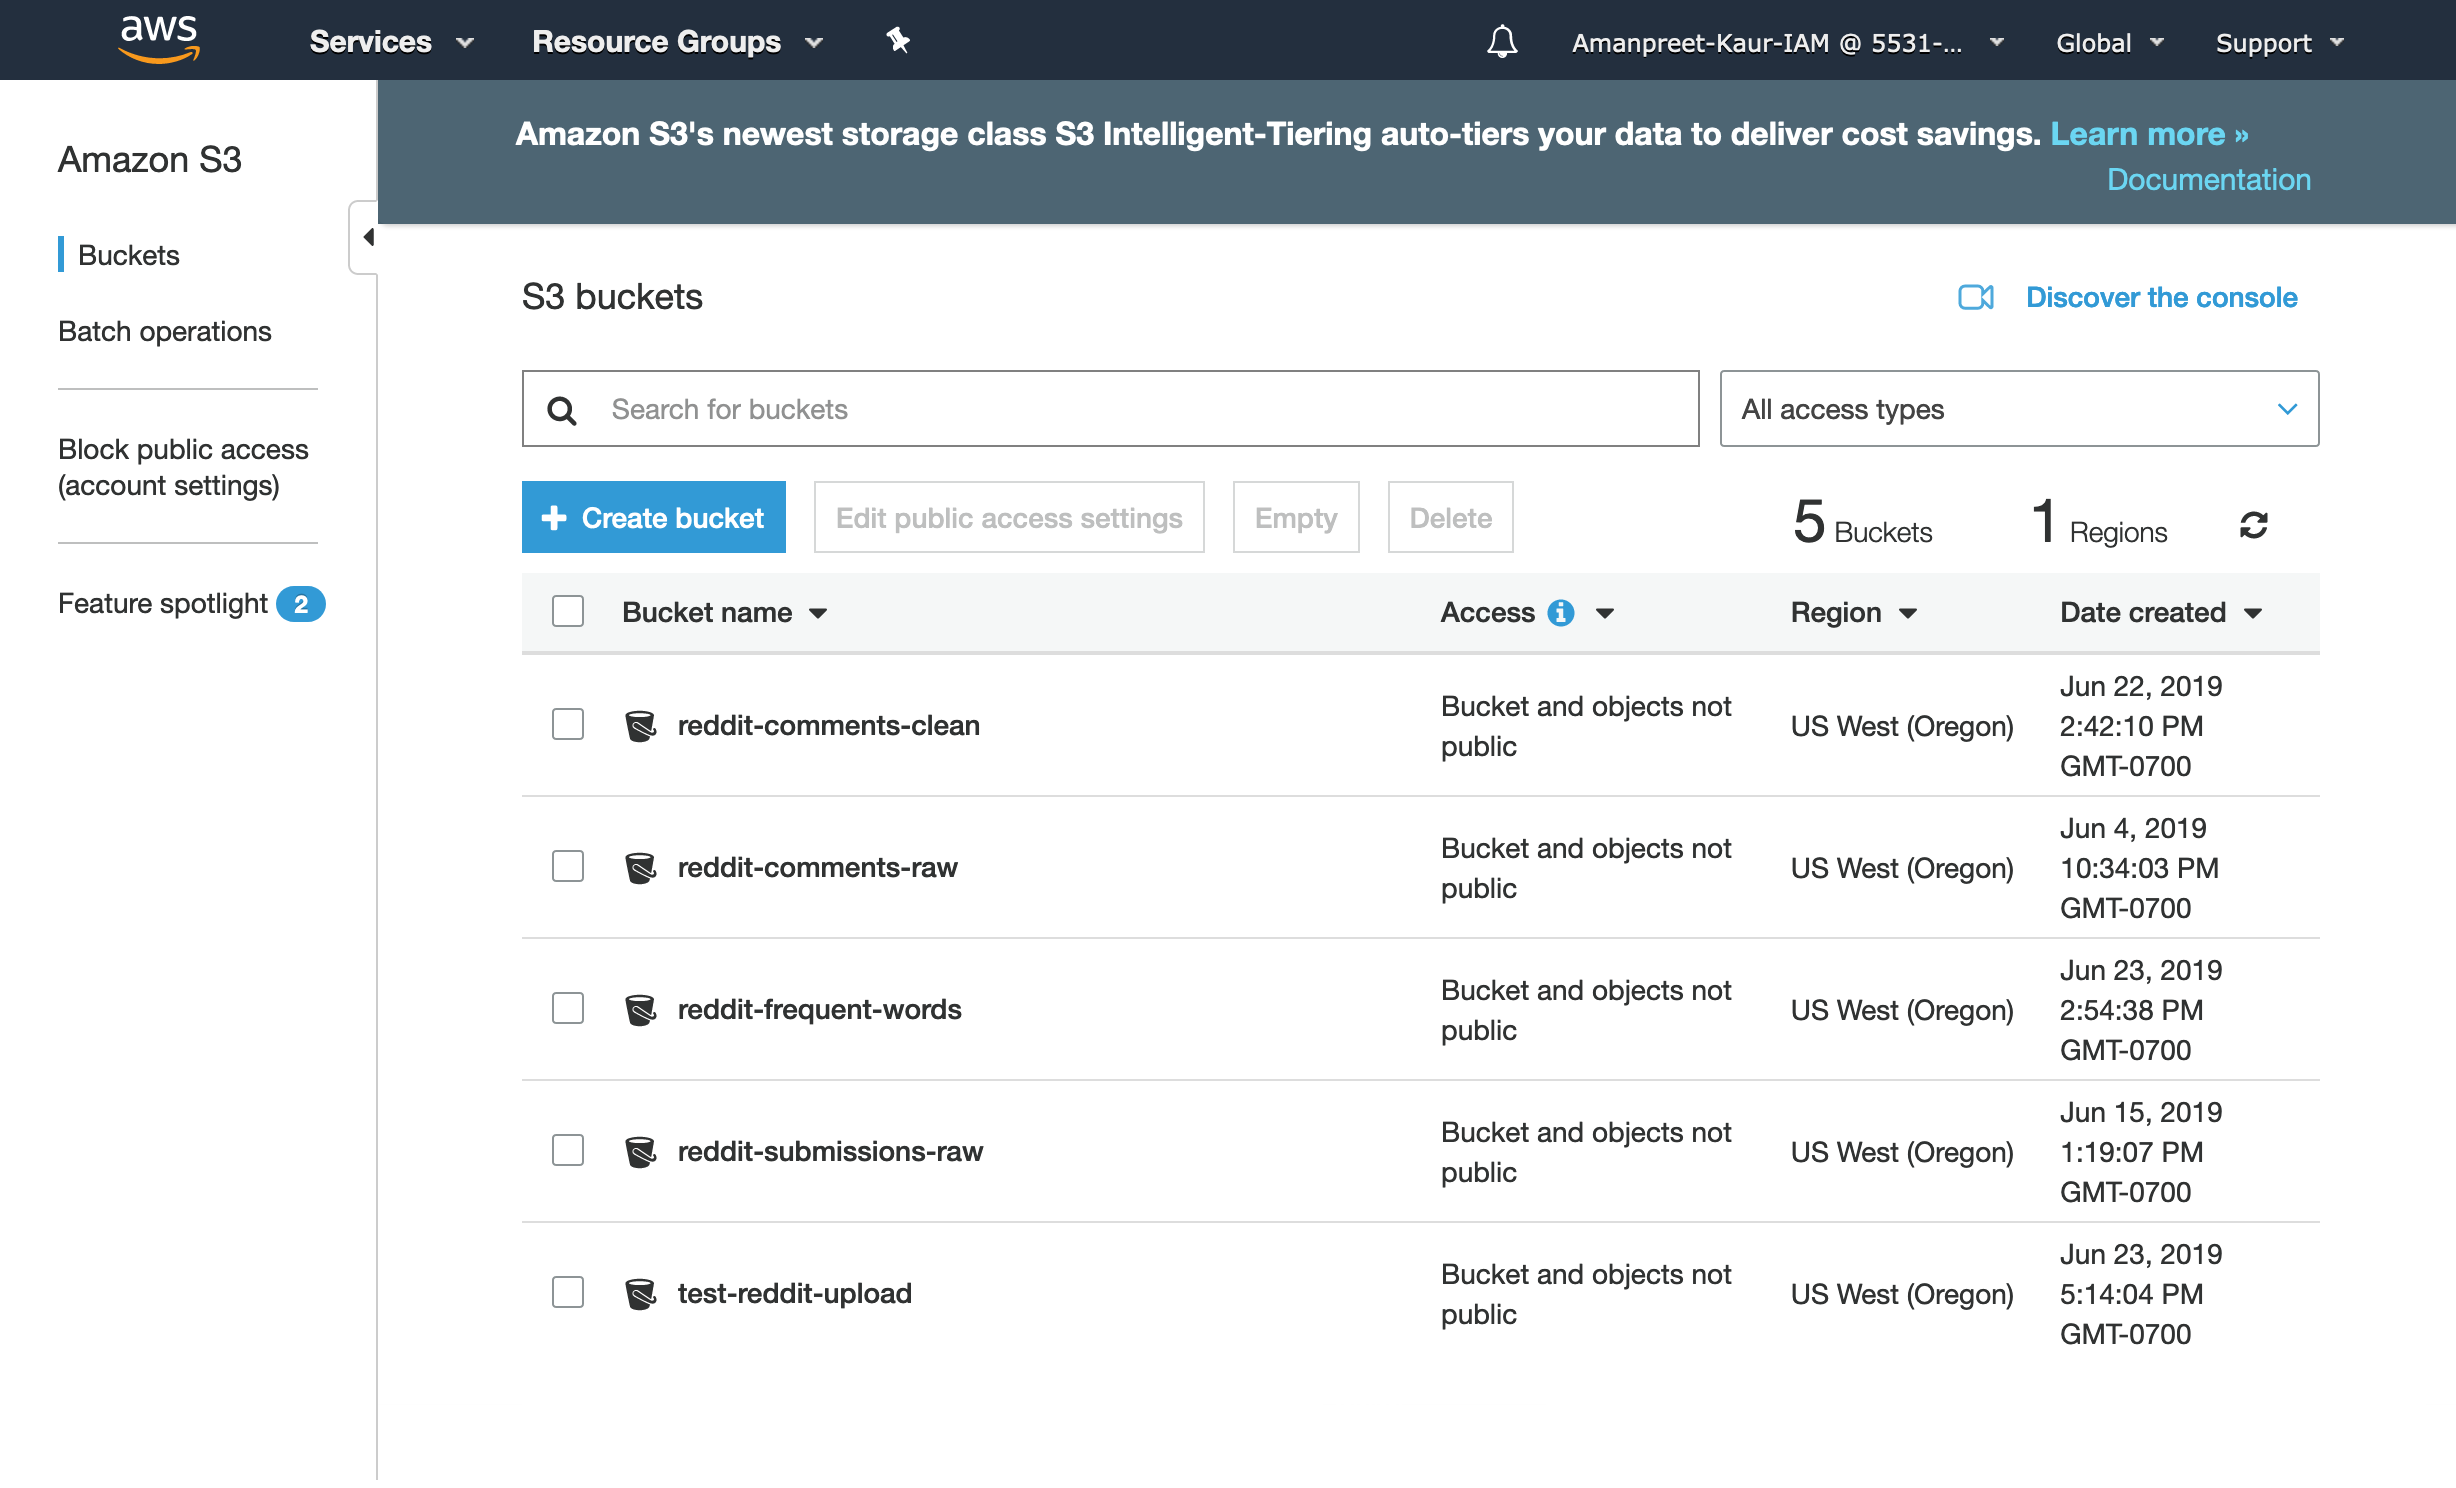 aws Services Resource Groups Amanpreet-Kaur-IAM @ 5531-... Global Support
Amazon S3's newest storage class S3 Intelligent-Tiering auto-tiers your data to deliver cost savings. Learn more »
Documentation
Amazon S3
Buckets
Batch operations
Block public access
(account settings)
Feature spotlight 2
S3 buckets
Discover the console
Search for buckets
All access types
Create bucket
Edit public access settings
Empty
Delete
5 Buckets
1 Regions
Bucket name Access Region Date created
reddit-comments-clean
Bucket and objects not
public
US West (Oregon)
Jun 22, 2019
2:42:10 PM
GMT-0700
reddit-comments-raw
Bucket and objects not
public
US West (Oregon)
Jun 4, 2019
10:34:03 PM
GMT-0700
reddit-frequent-words
Bucket and objects not
public
US West (Oregon)
Jun 23, 2019
2:54:38 PM
GMT-0700
reddit-submissions-raw
Bucket and objects not
public
US West (Oregon)
Jun 15, 2019
1:19:07 PM
GMT-0700
test-reddit-upload
Bucket and objects not
public
US West (Oregon)
Jun 23, 2019
5:14:04 PM
GMT-0700